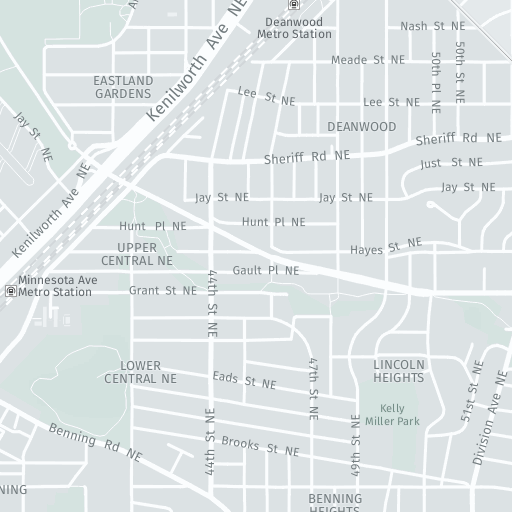 Deanwood
Metro Station
Nash St NE
Kenilworth Ave NE
Meade St NE
50th Pl NE
50th St NE
EASTLAND
GARDENS
Lee St NE
Lee St NE
Jay St NE
DEANWOOD
Sheriff Rd NE
Sheriff Rd NE
Just St NE
Kenilworth Ave NE
Jay St NE
Jay St NE
Jay St NE
Hunt Pl NE
Hunt Pl NE
Hayes St NE
UPPER
CENTRAL NE
Gault Pl NE
Minnesota Ave
Metro Station
Grant St NE
44th St NE
LOWER
CENTRAL NE
Eads St NE
47th St NE
LINCOLN
HEIGHTS
51st St NE
Division Ave NE
Kelly
Miller Park
Benning Rd NE
44th St NE
Brooks St NE
49th St NE
NING
BENNING
HEIGHTS